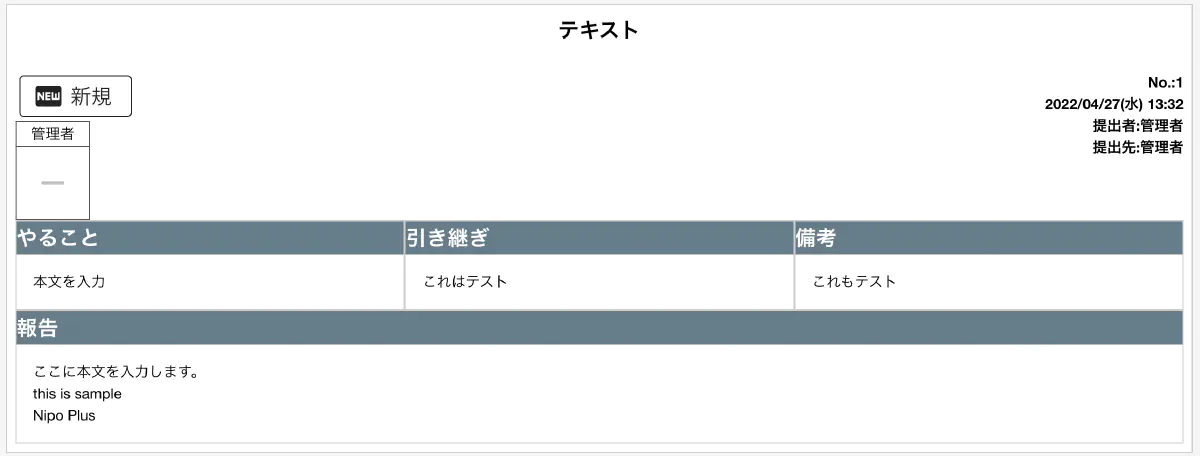 テキスト
NEW 新規
No.:1
2022/04/27(水) 13:32
提出者:管理者
提出先:管理者
管理者
やること
引き継ぎ
備考
本文を入力
これはテスト
これもテスト
報告
ここに本文を入力します。
this is sample
Nipo Plus